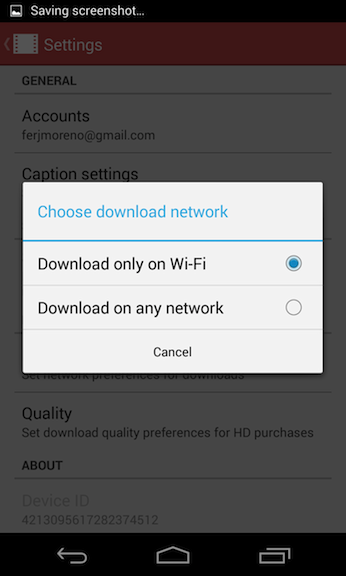 Saving screenshot...
Settings
GENERAL
Accounts
ferjmoreno@gmail.com
Caption settings
Choose download network
Download only on Wi-Fi
Download on any network
Cancel
Set network preferences for downloads
Quality
Set download quality preferences for HD purchases
ABOUT
Device ID
4213095617282374512